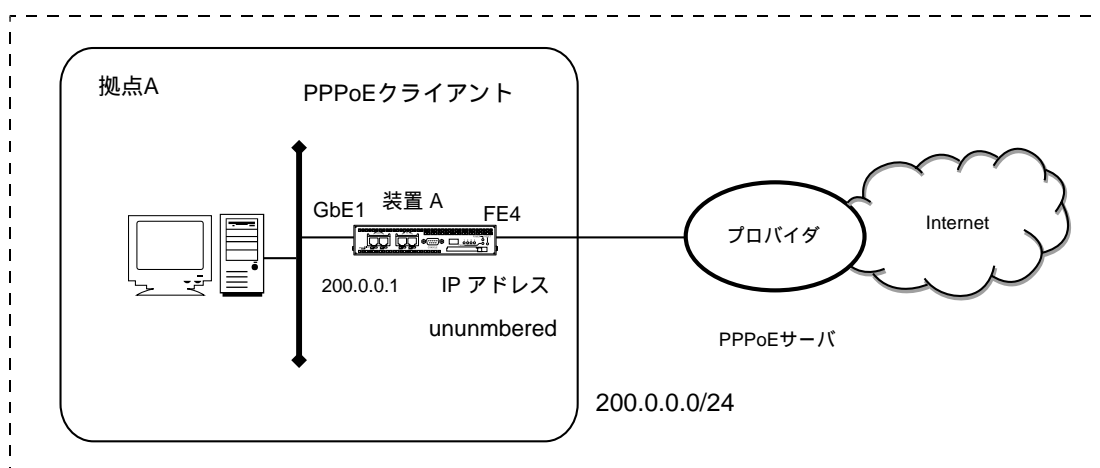 拠点A
PPPoEクライアント
GbE1
装置 A
FE4
200.0.0.1
IP アドレス
ununmbered
プロバイダ
Internet
PPPoEサーバ
200.0.0.0/24